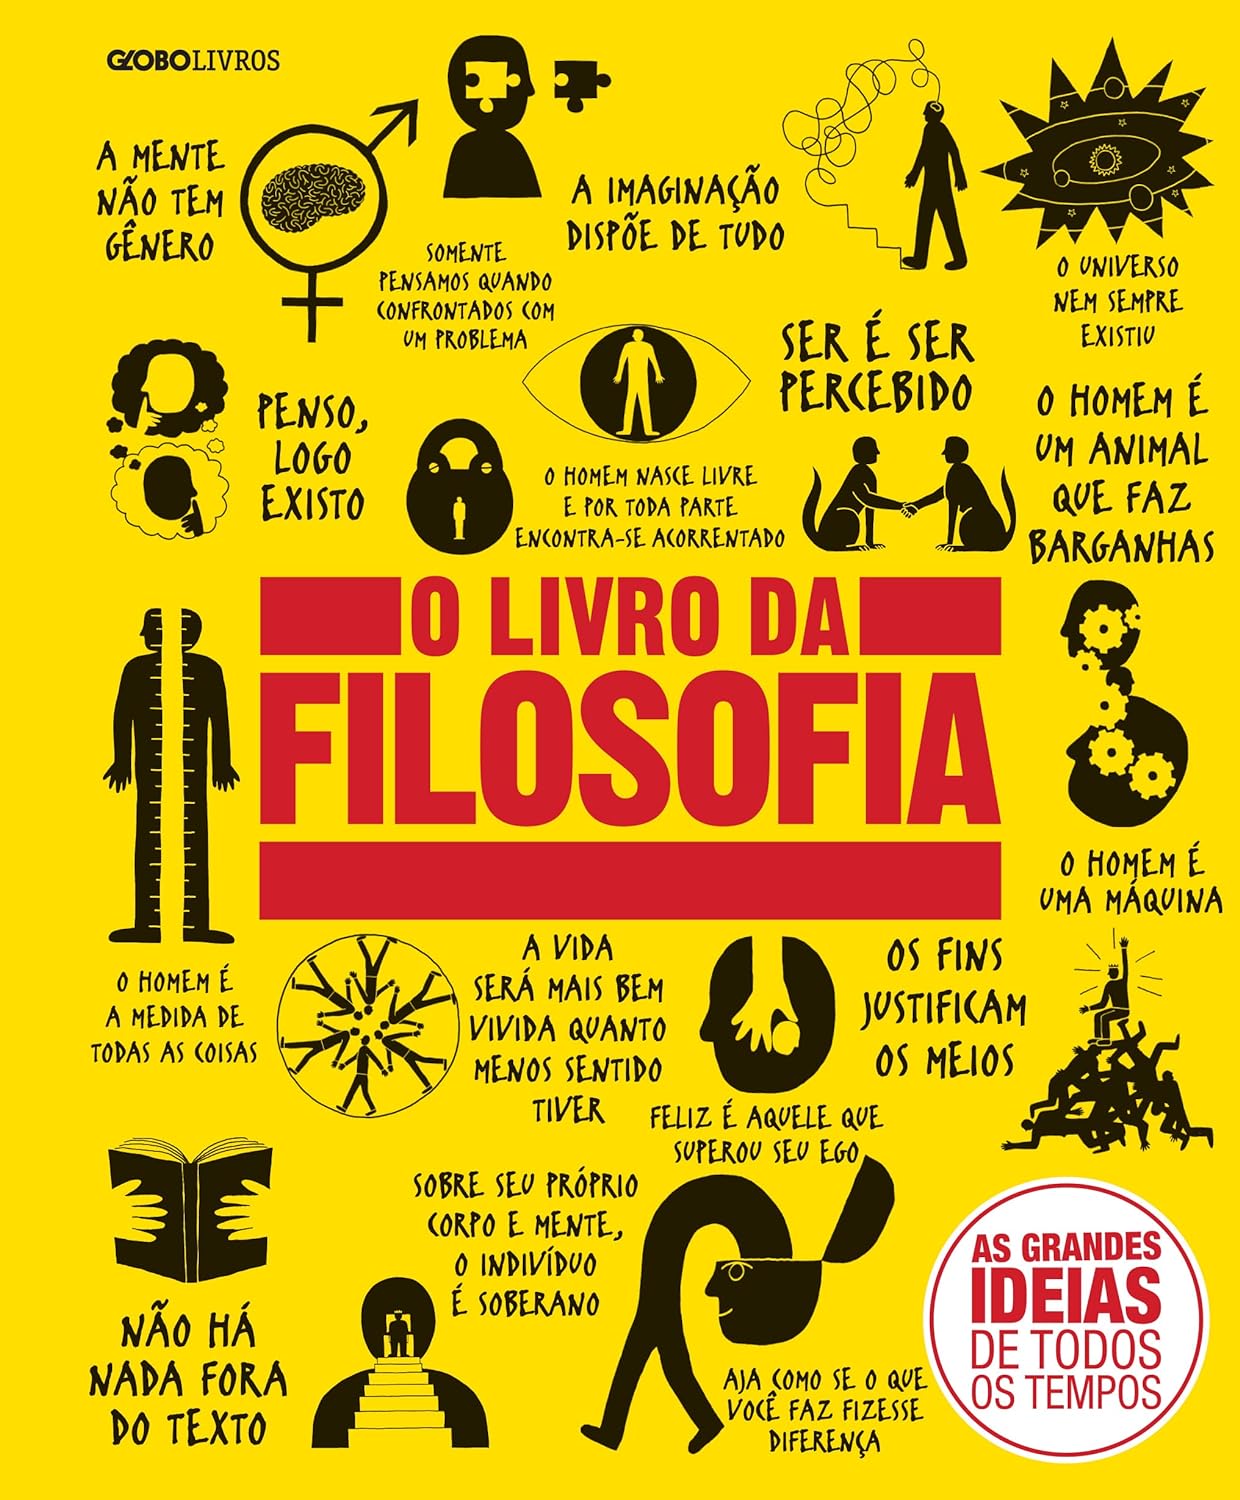 GLOBOLIVROS
A MENTE
NÃO TEM
GÊNERO
SOMENTE
PENSAMOS QUANDO
CONFRONTADOS COM
UM PROBLEMA
A IMAGINAÇÃO
DISPÕE DE TUDO
O UNIVERSO
NEM SEMPRE
EXISTIU
PENSO,
LOGO
EXISTO
SER É SER
PERCEBIDO
O HOMEM NASCE LIVRE
E POR TODA PARTE
ENCONTRA-SE ACORRENTADO
O HOMEM É
UM ANIMAL
QUE FAZ
BARGANHAS
O LIVRO DA
FILOSOFIA
O HOMEM É
UMA MÁQUINA
O HOMEM É
A MEDIDA DE
TODAS AS COISAS
A VIDA
SERÁ MAIS BEM
VIVIDA QUANTO
MENOS SENTIDO
TIVER
OS FINS
JUSTIFICAM
OS MEIOS
FELIZ É AQUELE QUE
SUPEROU SEU EGO
SOBRE SEU PRÓPRIO
CORPO E MENTE,
O INDIVÍDUO
É SOBERANO
NÃO HÁ
NADA FORA
DO TEXTO
AJA COMO SE O QUE
VOCÊ FAZ FIZESSE
DIFERENÇA
AS GRANDES
IDEIAS
DE TODOS
OS TEMPOS